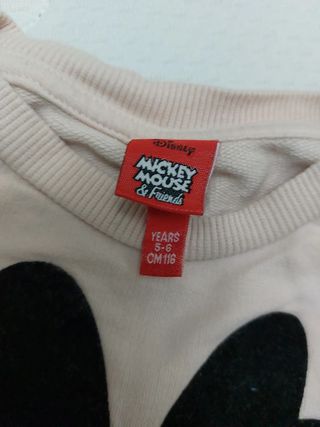 Disney
MICKEY
MOUSE
& Friends
YEARS
5-6
CM116